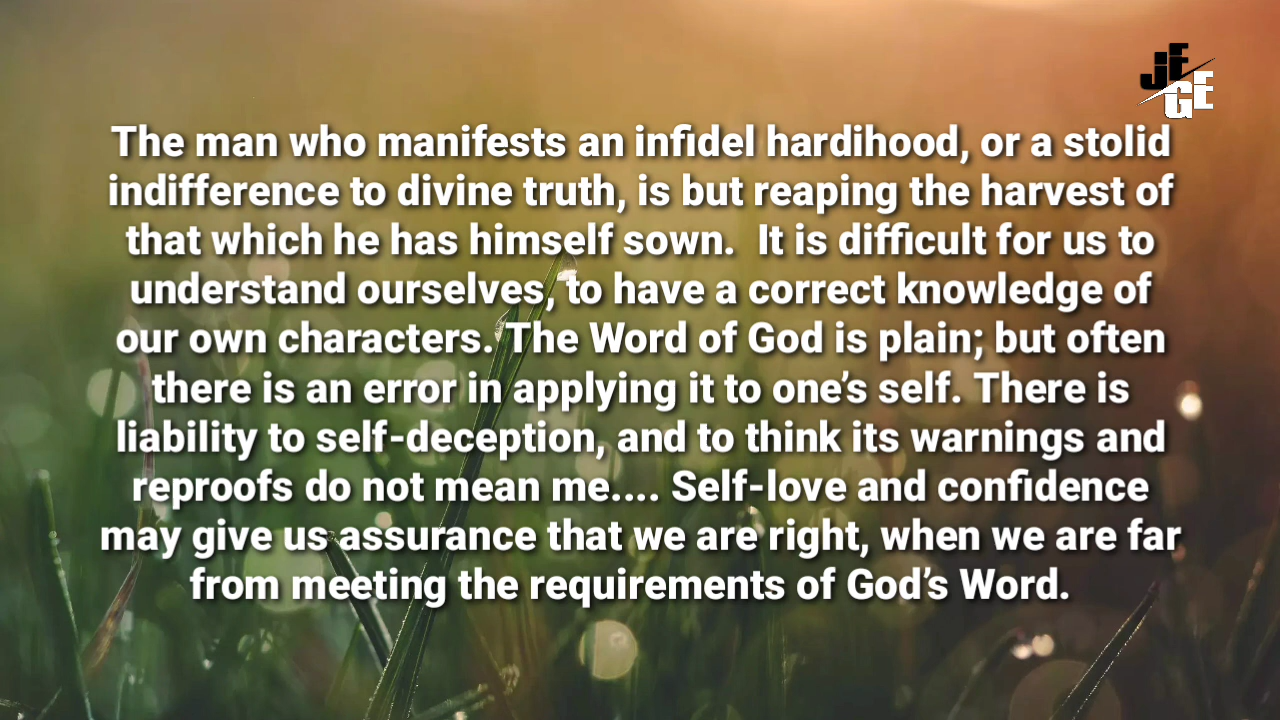 JFF
GFE
The man who manifests an infidel hardihood, or a stolid
indifference to divine truth, is but reaping the harvest of
that which he has himself sown.  It is difficult for us to
understand ourselves, to have a correct knowledge of
our own characters. The Word of God is plain; but often
there is an error in applying it to one’s self. There is
liability to self-deception, and to think its warnings and
reproofs do not mean me.... Self-love and confidence
may give us assurance that we are right, when we are far
from meeting the requirements of God’s Word.